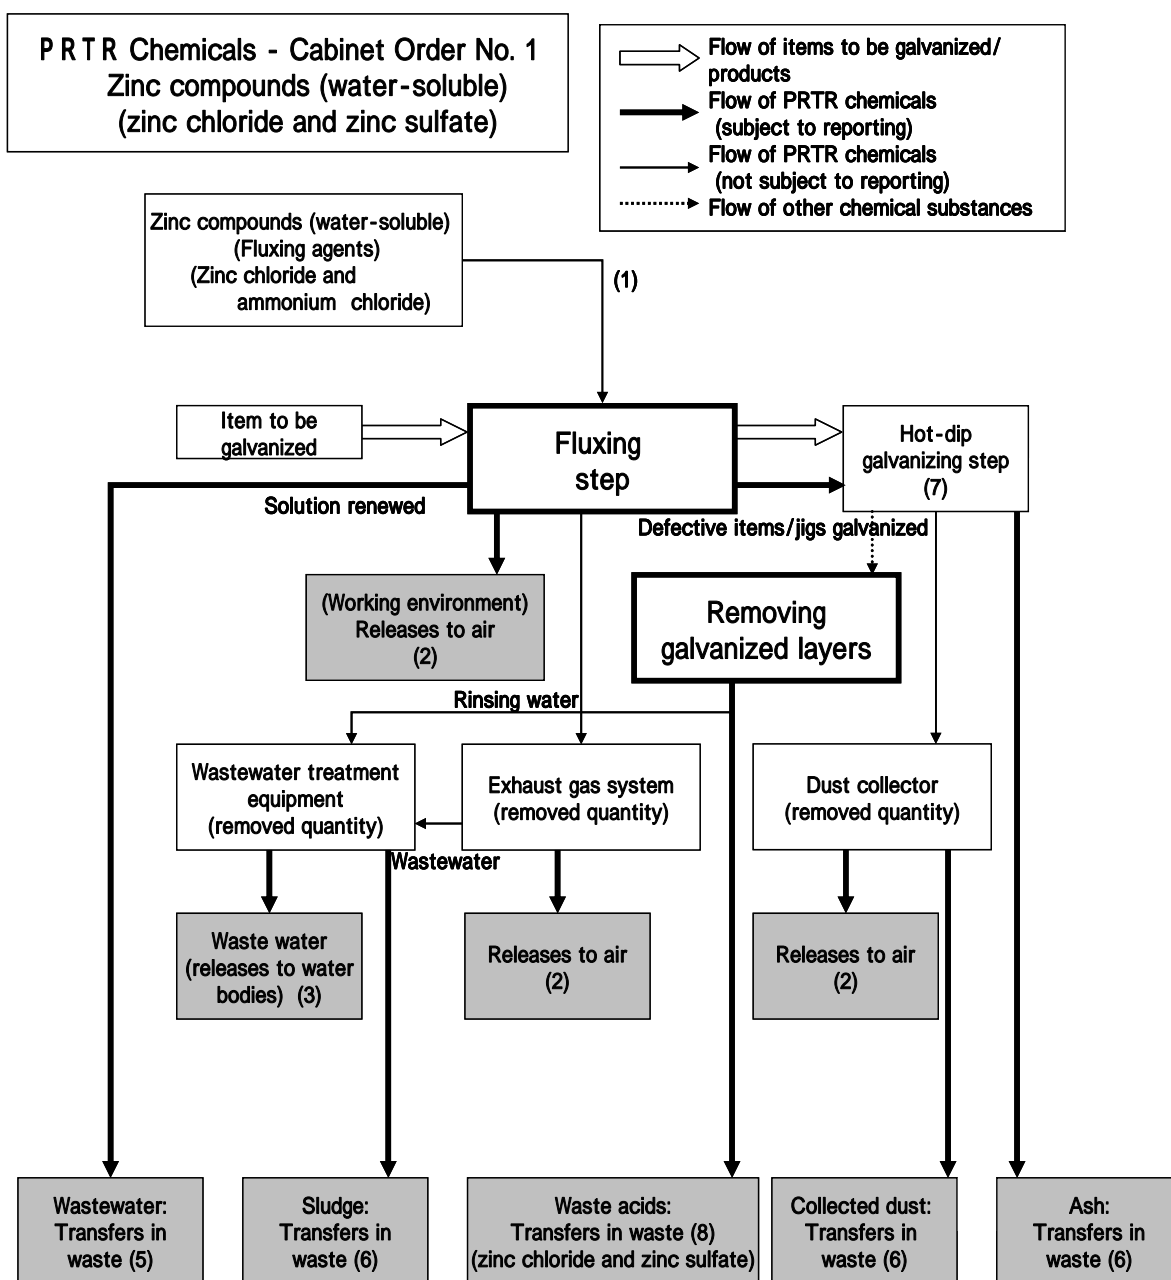 PRTR Chemicals - Cabinet Order No. 1
Zinc compounds (water-soluble)
(zinc chloride and zinc sulfate)
Flow of items to be galvanized/
products
Flow of PRTR chemicals
(subject to reporting)
Flow of PRTR chemicals
(not subject to reporting)
Flow of other chemical substances
Zinc compounds (water-soluble)
(Fluxing agents)
(Zinc chloride and
ammonium chloride)
(1)
Item to be
galvanized
Fluxing
step
Hot-dip
galvanizing step
(7)
Solution renewed
Defective items/jigs galvanized
(Working environment)
Releases to air
(2)
Removing
galvanized layers
Rinsing water
Wastewater treatment
equipment
(removed quantity)
Exhaust gas system
(removed quantity)
Dust collector
(removed quantity)
Wastewater
Waste water
(releases to water
bodies) (3)
Releases to air
(2)
Releases to air
(2)
Wastewater:
Transfers in
waste (5)
Sludge:
Transfers in
waste (6)
Waste acids:
Transfers in waste (8)
(zinc chloride and zinc sulfate)
Collected dust:
Transfers in
waste (6)
Ash:
Transfers in
waste (6)